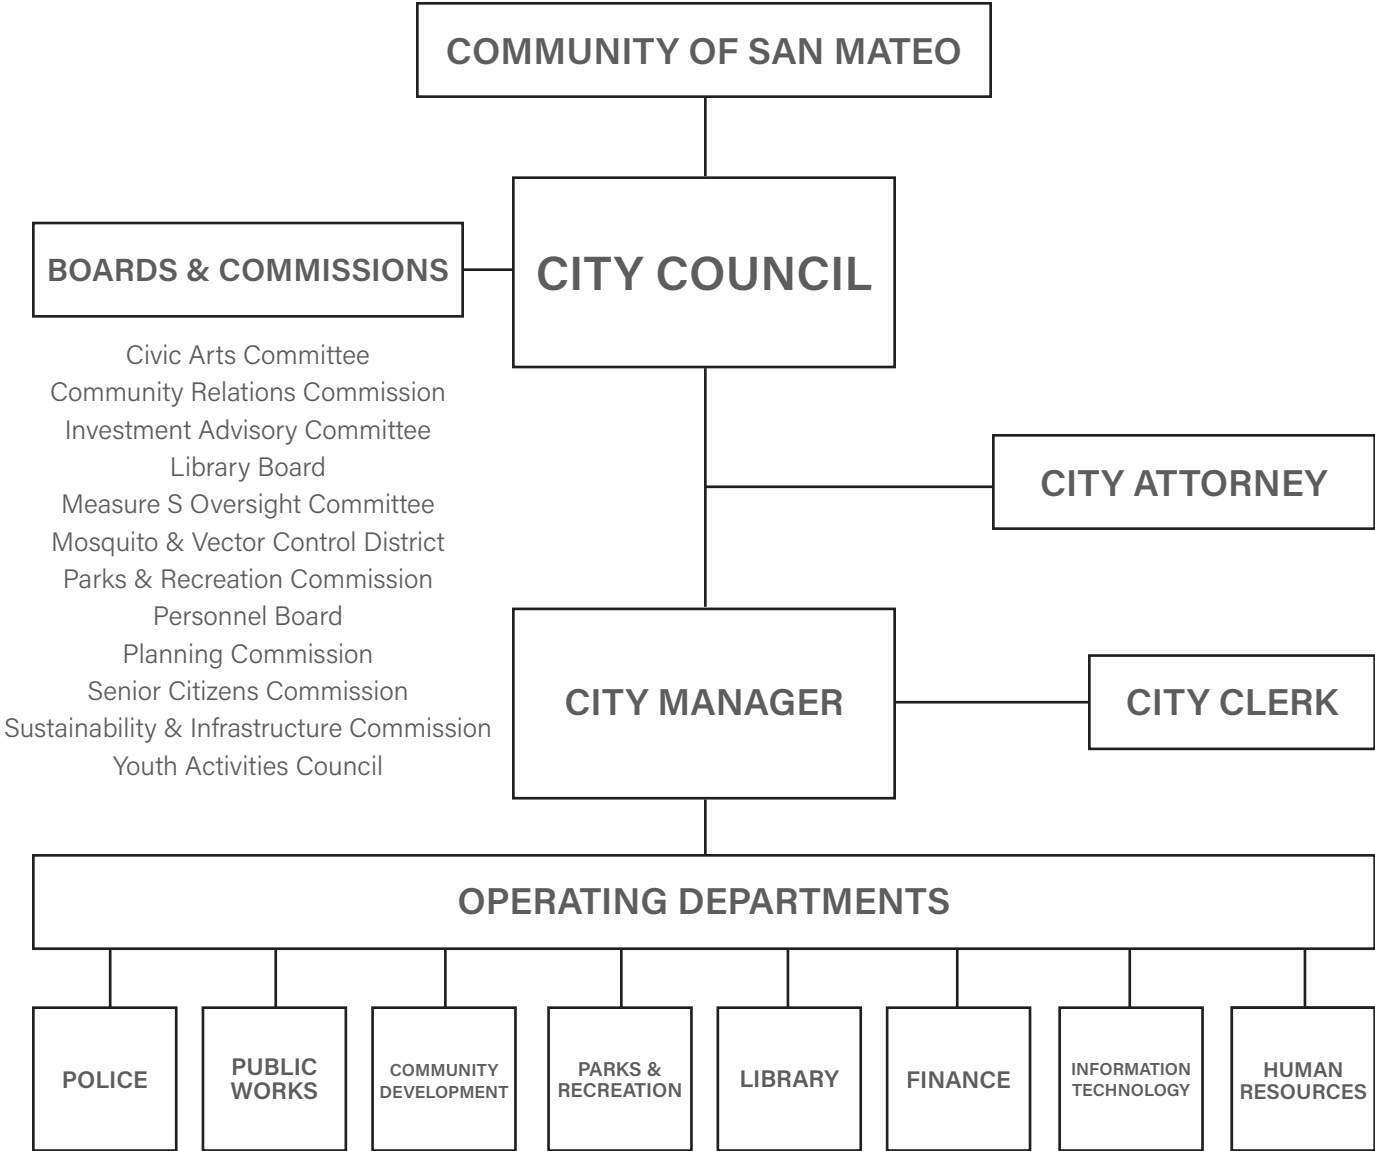 COMMUNITY OF SAN MATEO
CITY COUNCIL
BOARDS & COMMISSIONS
Civic Arts Committee
Community Relations Commission
Investment Advisory Committee
Library Board
Measure S Oversight Committee
Mosquito & Vector Control District
Parks & Recreation Commission
Personnel Board
Planning Commission
Senior Citizens Commission
Sustainability & Infrastructure Commission
Youth Activities Council
CITY ATTORNEY
CITY MANAGER
CITY CLERK
OPERATING DEPARTMENTS
POLICE
PUBLIC
WORKS
COMMUNITY
DEVELOPMENT
PARKS &
RECREATION
LIBRARY
FINANCE
INFORMATION
TECHNOLOGY
HUMAN
RESOURCES